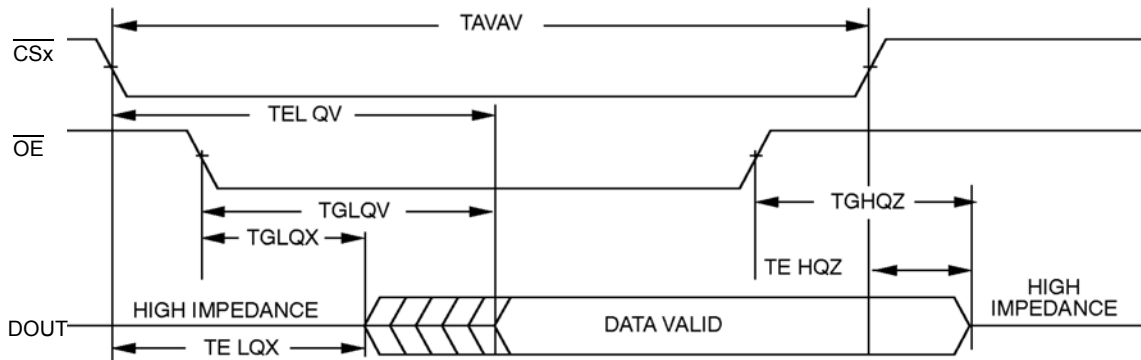 TAVAV
CSx
TEL QV
OE
TGLQV
TGHQZ
TGLQX
TE HQZ
HIGH IMPEDANCE
HIGH
IMPEDANCE
DOUT
DATA VALID
TE LQX